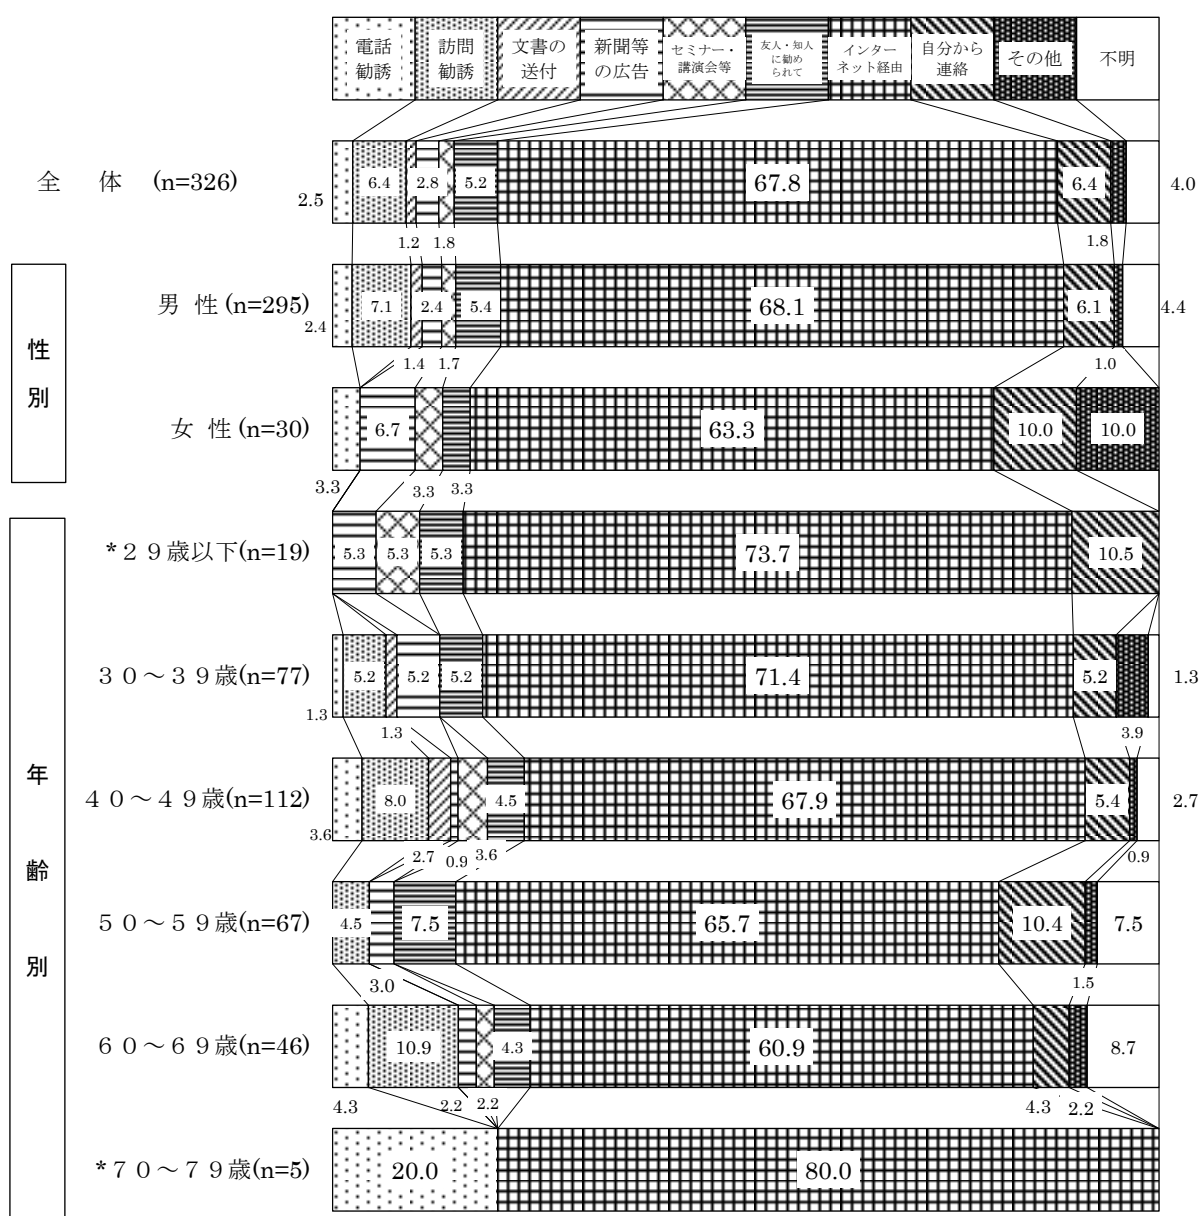 電話
勧誘
訪問
勧誘
文書の
送付
新聞等
の広告
セミナー・
講演会等
友人・知人
に勧め
られて
インター
ネット経由
自分から
連絡
その他
不明
全 体 (n=326)
2.5
6.4
1.2
2.8
1.8
5.2
67.8
6.4
1.8
4.0
性
別
男 性(n=295)
2.4
7.1
1.4
2.4
1.7
5.4
68.1
6.1
1.0
4.4
女 性(n=30)
3.3
6.7
3.3
3.3
63.3
10.0
10.0
年
齢
別
*29歳以下(n=19)
5.3
5.3
5.3
73.7
10.5
30~39歳(n=77)
1.3
5.2
1.3
5.2
5.2
71.4
5.2
3.9
1.3
40~49歳(n=112)
3.6
8.0
2.7
0.9
3.6
4.5
67.9
5.4
0.9
2.7
50~59歳(n=67)
4.5
3.0
7.5
65.7
10.4
1.5
7.5
60~69歳(n=46)
4.3
10.9
2.2
2.2
4.3
60.9
4.3
2.2
8.7
*70~79歳(n=5)
20.0
80.0